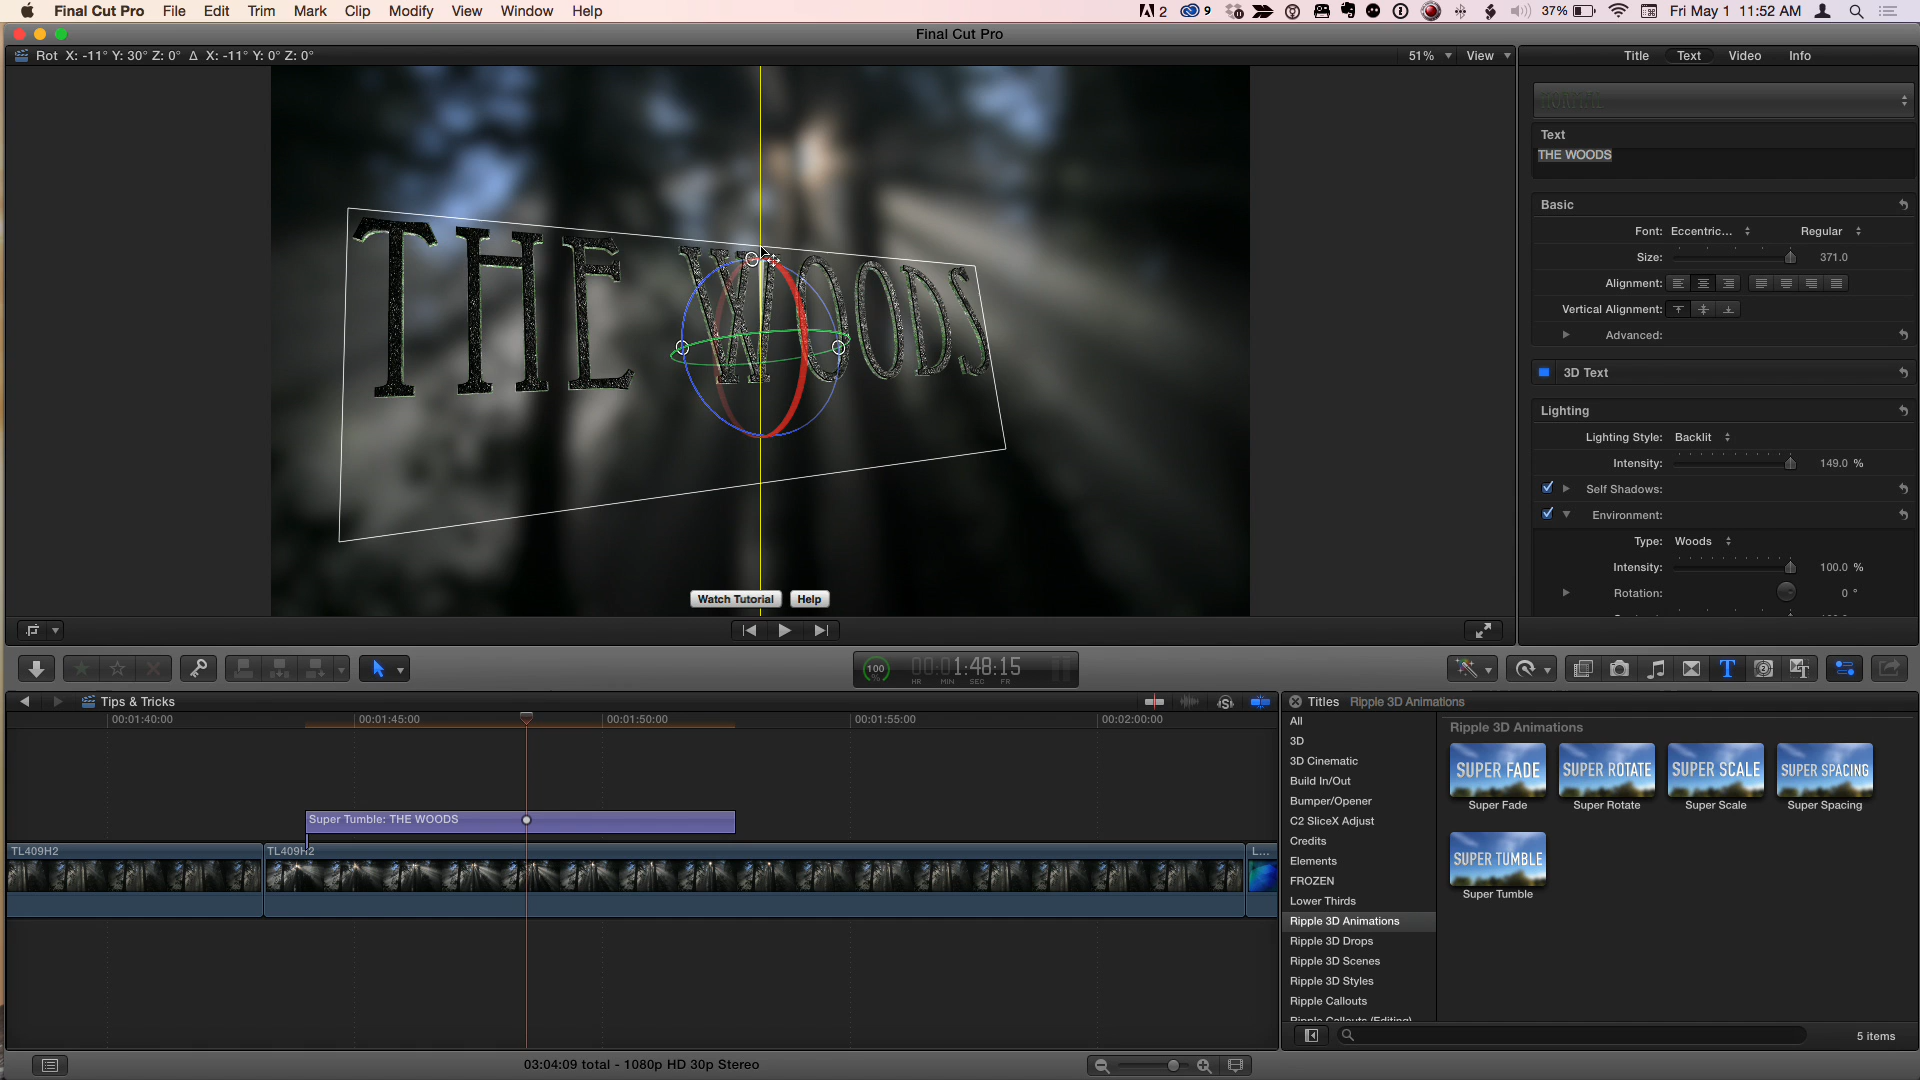 Final Cut Pro File Edit Trim Mark Clip Modify View Window Help 2 9 37% Fri May 1 11:52 AM
Final Cut Pro
Rot X: -11° Y: 30° Z: 0° Δ X: -11° Y: 0° Z: 0° 51% View Title Text Video Info
NORMAL
Text
THE WOODS
THE WOODS
Basic
Font: Eccentric... Regular
Size: 371.0
Alignment:
Vertical Alignment:
Advanced:
3D Text
Lighting
Lighting Style: Backlit
Intensity: 149.0 %
Self Shadows:
Environment:
Type: Woods
Intensity: 100.0 %
Rotation: 0 °
Watch Tutorial Help
100 % 00:01:48:15
HR MIN SEC FR
Tips & Tricks
00:01:40:00 00:01:45:00 00:01:50:00 00:01:55:00 00:02:00:00
Super Tumble: THE WOODS
TL409H2 TL409H2 L...
03:04:09 total - 1080p HD 30p Stereo
Titles Ripple 3D Animations
All
3D
3D Cinematic
Build In/Out
Bumper/Opener
C2 SliceX Adjust
Credits
Elements
FROZEN
Lower Thirds
Ripple 3D Animations
Ripple 3D Drops
Ripple 3D Scenes
Ripple 3D Styles
Ripple Callouts
Ripple Callouts (Editing)
Ripple 3D Animations
SUPER FADE SUPER ROTATE SUPER SCALE SUPER SPACING
Super Fade Super Rotate Super Scale Super Spacing
SUPER TUMBLE
Super Tumble
5 items